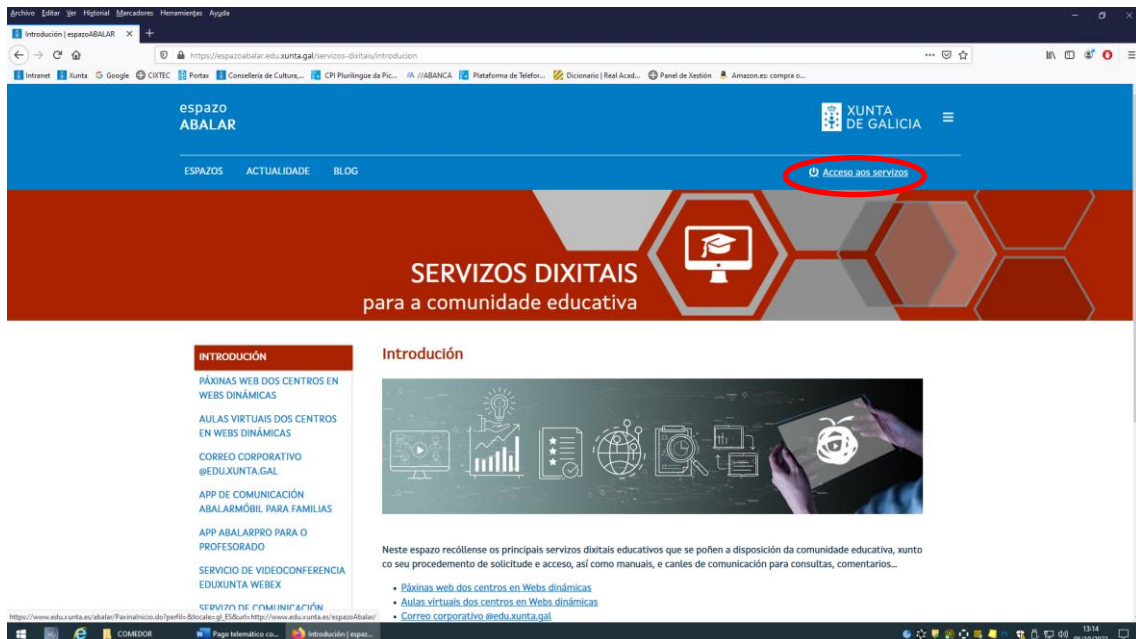 Archivo Editar Ver Historial Marcadores Herramientas Ayuda
Introdución | espazoABALAR
https://espazoabalar.edu.xunta.gal/servizos-dixitais/introducion
Intranet Xunta Google CIXTEC Portax Consellería de Cultura,... CPI Plurilingüe da Pic... //ABANCA Plataforma de Telefor... Dicionario | Real Acad... Panel de Xestión Amazon.es: compra o...
espazo
ABALAR
XUNTA
DE GALICIA
ESPAZOS ACTUALIDADE BLOG
Acceso aos servizos
SERVIZOS DIXITAIS
para a comunidade educativa
INTRODUCIÓN
PÁXINAS WEB DOS CENTROS EN
WEBS DINÁMICAS
AULAS VIRTUAIS DOS CENTROS
EN WEBS DINÁMICAS
CORREO CORPORATIVO
@EDU.XUNTA.GAL
APP DE COMUNICACIÓN
ABALARMÓBIL PARA FAMILIAS
APP ABALARPRO PARA O
PROFESORADO
SERVICIO DE VIDEOCONFERENCIA
EDUXUNTA WEBEX
SERVIZO DE COMUNICACIÓN
Introdución
Neste espazo recóllense os principais servizos dixitais educativos que se poñen a disposición da comunidade educativa, xunto
co seu procedemento de solicitude e acceso, así como manuais, e canles de comunicación para consultas, comentarios...
• Páxinas web dos centros en Webs dinámicas
• Aulas virtuais dos centros en Webs dinámicas
• Correo corporativo @edu.xunta.gal
https://www.edu.xunta.es/abalar/PaxinaInicio.do?perfil=&locale=gl_ES&url=http://www.edu.xunta.es/espazoAbalar/
COMEDOR
Pago telemático co...
Introdución | espaz...
13:14